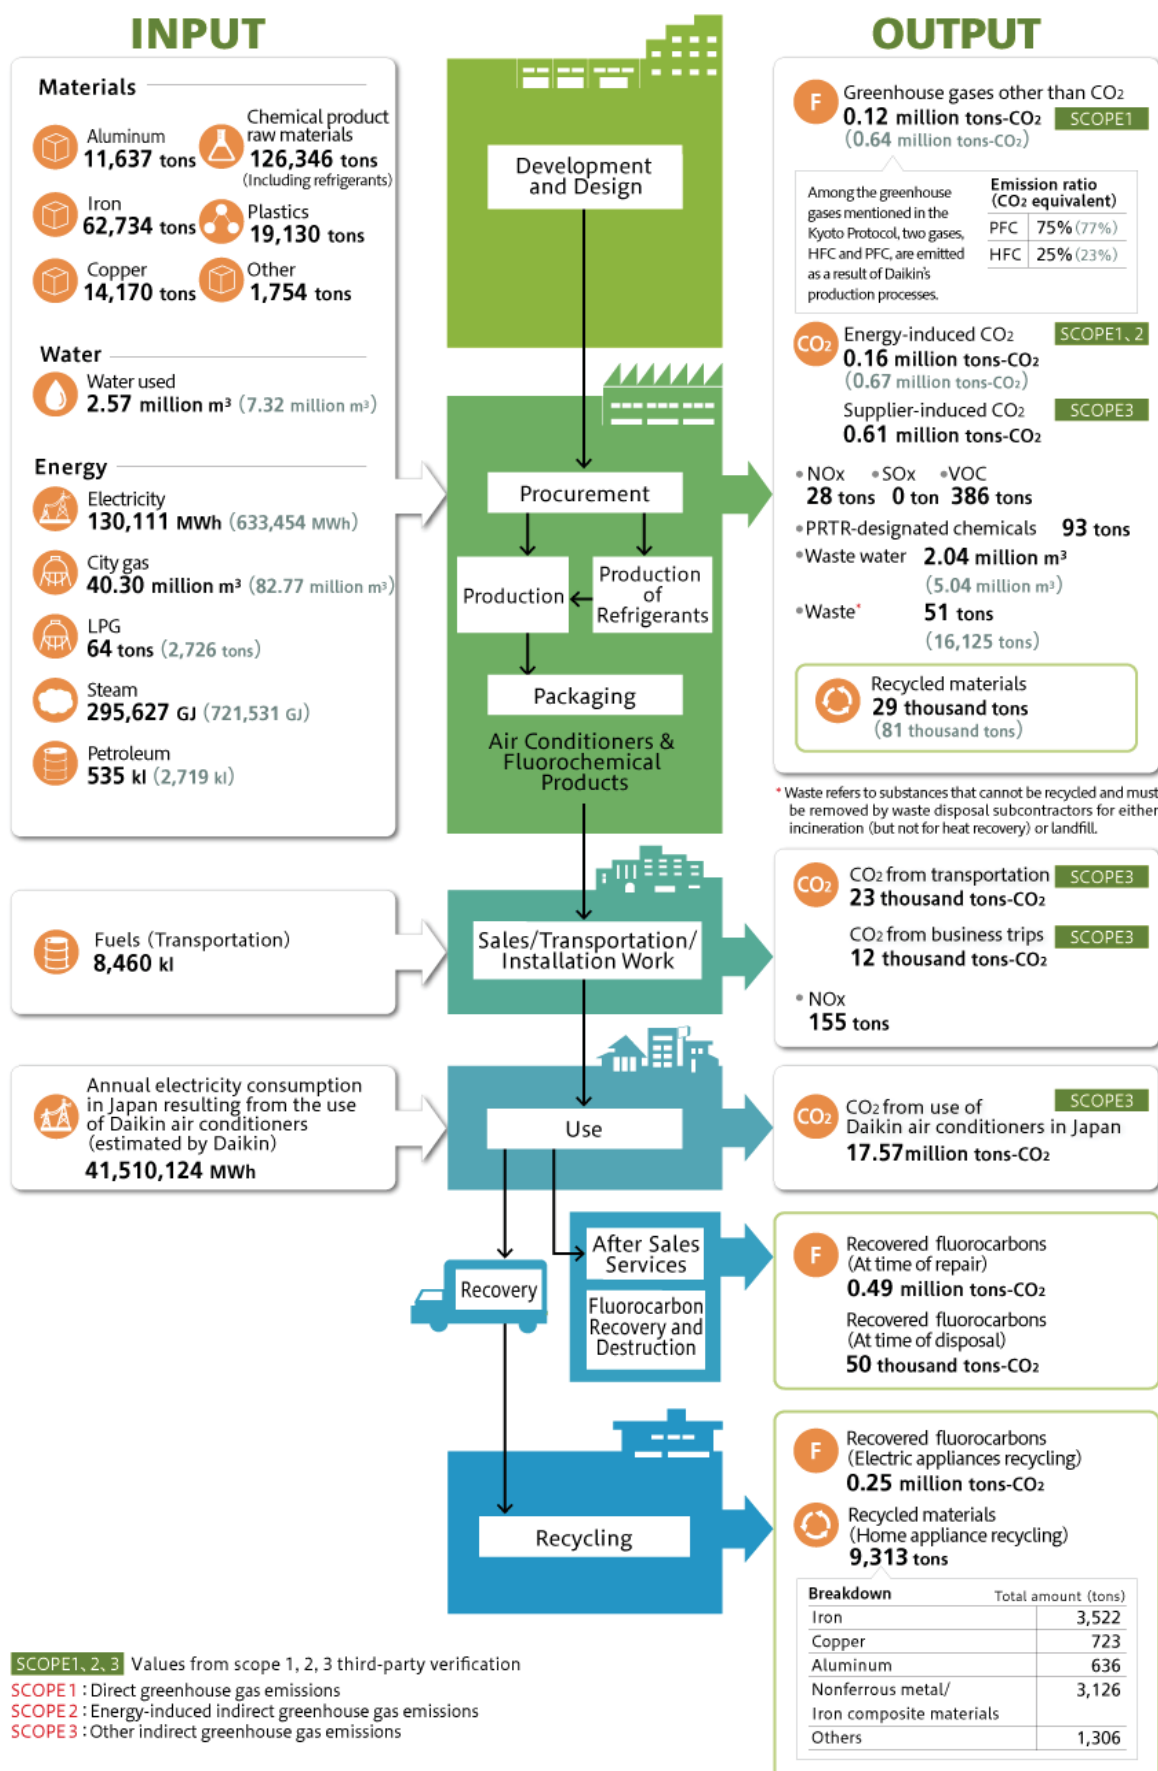 INPUT
Materials
Aluminum
11,637 tons
Chemical product
raw materials
126,346 tons
(Including refrigerants)
Iron
62,734 tons
Plastics
19,130 tons
Copper
14,170 tons
Other
1,754 tons
Water
Water used
2.57 million m³ (7.32 million m³)
Energy
Electricity
130,111 MWh (633,454 MWh)
City gas
40.30 million m³ (82.77 million m³)
LPG
64 tons (2,726 tons)
Steam
295,627 GJ (721,531 GJ)
Petroleum
535 kl (2,719 kl)
Fuels (Transportation)
8,460 kl
Annual electricity consumption
in Japan resulting from the use
of Daikin air conditioners
(estimated by Daikin)
41,510,124 MWh
Development
and Design
Procurement
Production
Production
of
Refrigerants
Packaging
Air Conditioners &
Fluorochemical
Products
Sales/Transportation/
Installation Work
Use
After Sales
Services
Recovery
Fluorocarbon
Recovery and
Destruction
Recycling
OUTPUT
F
Greenhouse gases other than CO₂
0.12 million tons-CO₂ SCOPE1
(0.64 million tons-CO₂)
Among the greenhouse
gases mentioned in the
Kyoto Protocol, two gases,
HFC and PFC, are emitted
as a result of Daikin's
production processes.
Emission ratio
(CO₂ equivalent)
PFC 75% (77%)
HFC 25% (23%)
CO₂
Energy-induced CO₂ SCOPE1、2
0.16 million tons-CO₂
(0.67 million tons-CO₂)
Supplier-induced CO₂ SCOPE3
0.61 million tons-CO₂
•NOx •SOx •VOC
28 tons 0 ton 386 tons
•PRTR-designated chemicals 93 tons
•Waste water 2.04 million m³
(5.04 million m³)
•Waste* 51 tons
(16,125 tons)
Recycled materials
29 thousand tons
(81 thousand tons)
* Waste refers to substances that cannot be recycled and must
be removed by waste disposal subcontractors for either
incineration (but not for heat recovery) or landfill.
CO₂
CO₂ from transportation SCOPE3
23 thousand tons-CO₂
CO₂ from business trips SCOPE3
12 thousand tons-CO₂
• NOx
155 tons
CO₂
CO₂ from use of SCOPE3
Daikin air conditioners in Japan
17.57million tons-CO₂
F
Recovered fluorocarbons
(At time of repair)
0.49 million tons-CO₂
Recovered fluorocarbons
(At time of disposal)
50 thousand tons-CO₂
F
Recovered fluorocarbons
(Electric appliances recycling)
0.25 million tons-CO₂
Recycled materials
(Home appliance recycling)
9,313 tons
Breakdown Total amount (tons)
Iron 3,522
Copper 723
Aluminum 636
Nonferrous metal/ 3,126
Iron composite materials
Others 1,306
SCOPE1、2、3 Values from scope 1, 2, 3 third-party verification
SCOPE1 : Direct greenhouse gas emissions
SCOPE2 : Energy-induced indirect greenhouse gas emissions
SCOPE3 : Other indirect greenhouse gas emissions